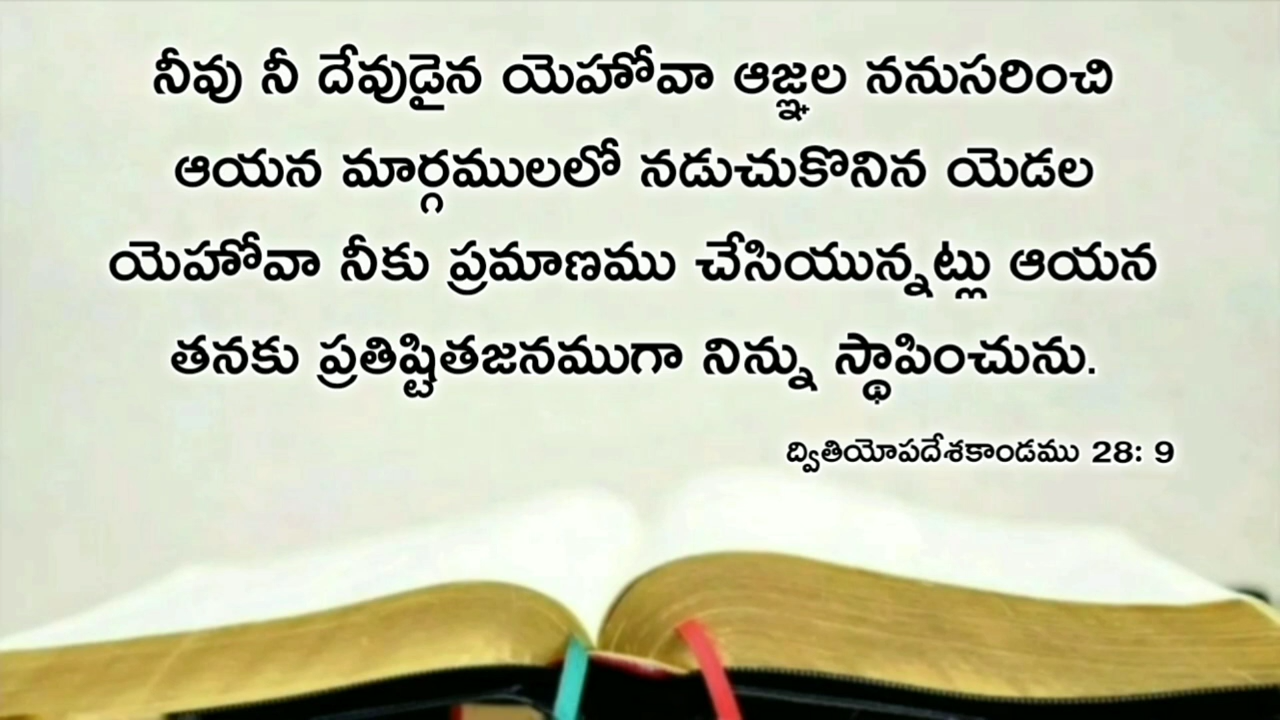 నీవు నీ దేవుడైన యెహోవా ఆజ్ఞల ననుసరించి
ఆయన మార్గములలో నడుచుకొనిన యెడల
యెహోవా నీకు ప్రమాణము చేసియున్నట్లు ఆయన
తనకు ప్రతిష్టితజనముగా నిన్ను స్థాపించును.
ద్వితియోపదేశకాండము 28: 9